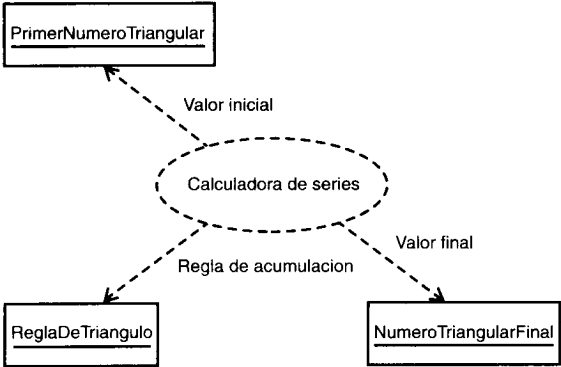 PrimerNumeroTriangular
Valor inicial
Calculadora de series
Valor final
Regla de acumulacion
ReglaDeTriangulo
NumeroTriangularFinal